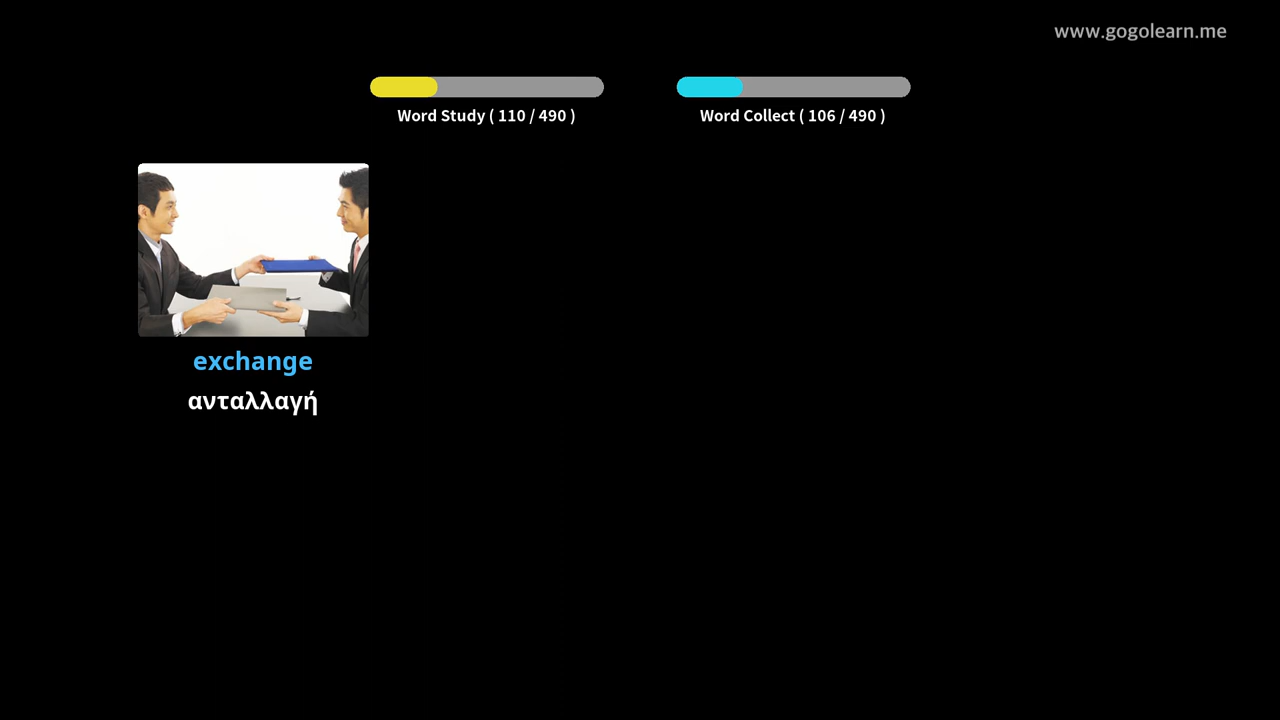 www.gogolearn.me
Word Study ( 110 / 490 )
Word Collect ( 106 / 490 )
exchange
ανταλλαγή